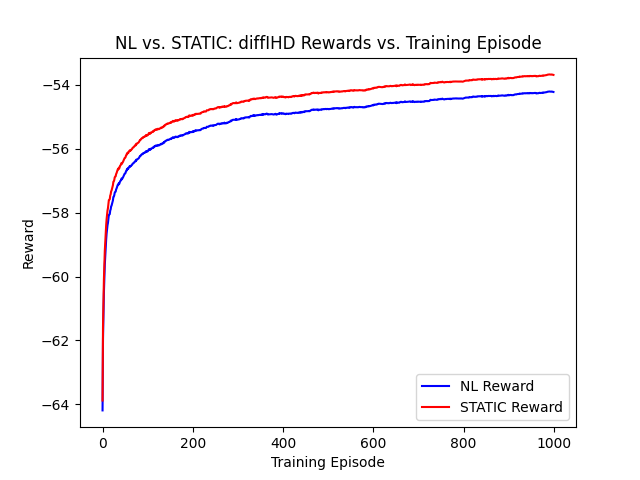 NL vs. STATIC: diffIHD Rewards vs. Training Episode
Reward
−54
−56
−58
−60
−62
−64
0
200
400
600
800
1000
Training Episode
NL Reward
STATIC Reward